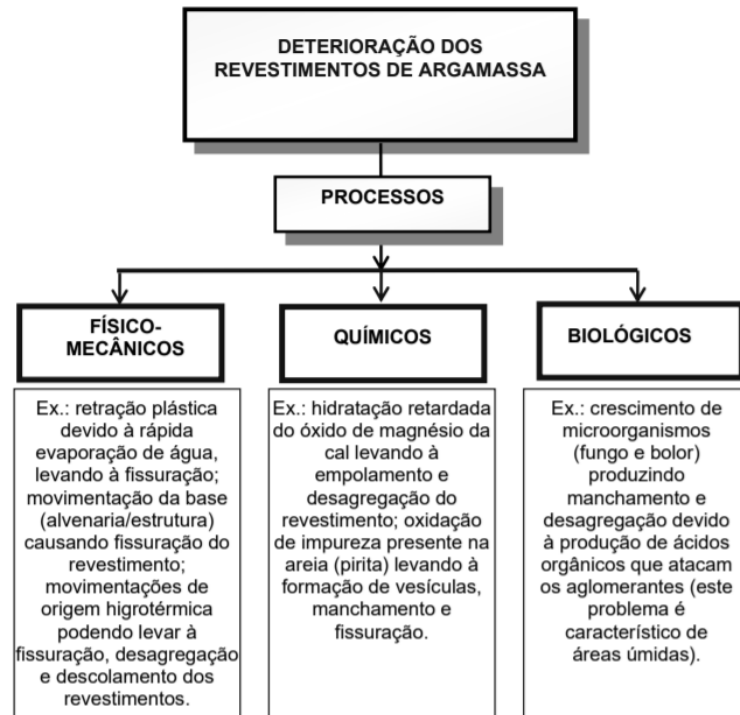 DETERIORAÇÃO DOS
REVESTIMENTOS DE ARGAMASSA
PROCESSOS
FÍSICO-
MECÂNICOS
Ex.: retração plástica
devido à rápida
evaporação de água,
levando à fissuração;
movimentação da base
(alvenaria/estrutura)
causando fissuração do
revestimento;
movimentações de
origem higrotérmica
podendo levar à
fissuração, desagregação
e descolamento dos
revestimentos.
QUÍMICOS
Ex.: hidratação retardada
do óxido de magnésio da
cal levando à
empolamento e
desagregação do
revestimento; oxidação
de impureza presente na
areia (pirita) levando à
formação de vesículas,
manchamento e
fissuração.
BIOLÓGICOS
Ex.: crescimento de
microorganismos
(fungo e bolor)
produzindo
manchamento e
desagregação devido
à produção de ácidos
orgânicos que atacam
os aglomerantes (este
problema é
característico de
áreas úmidas).